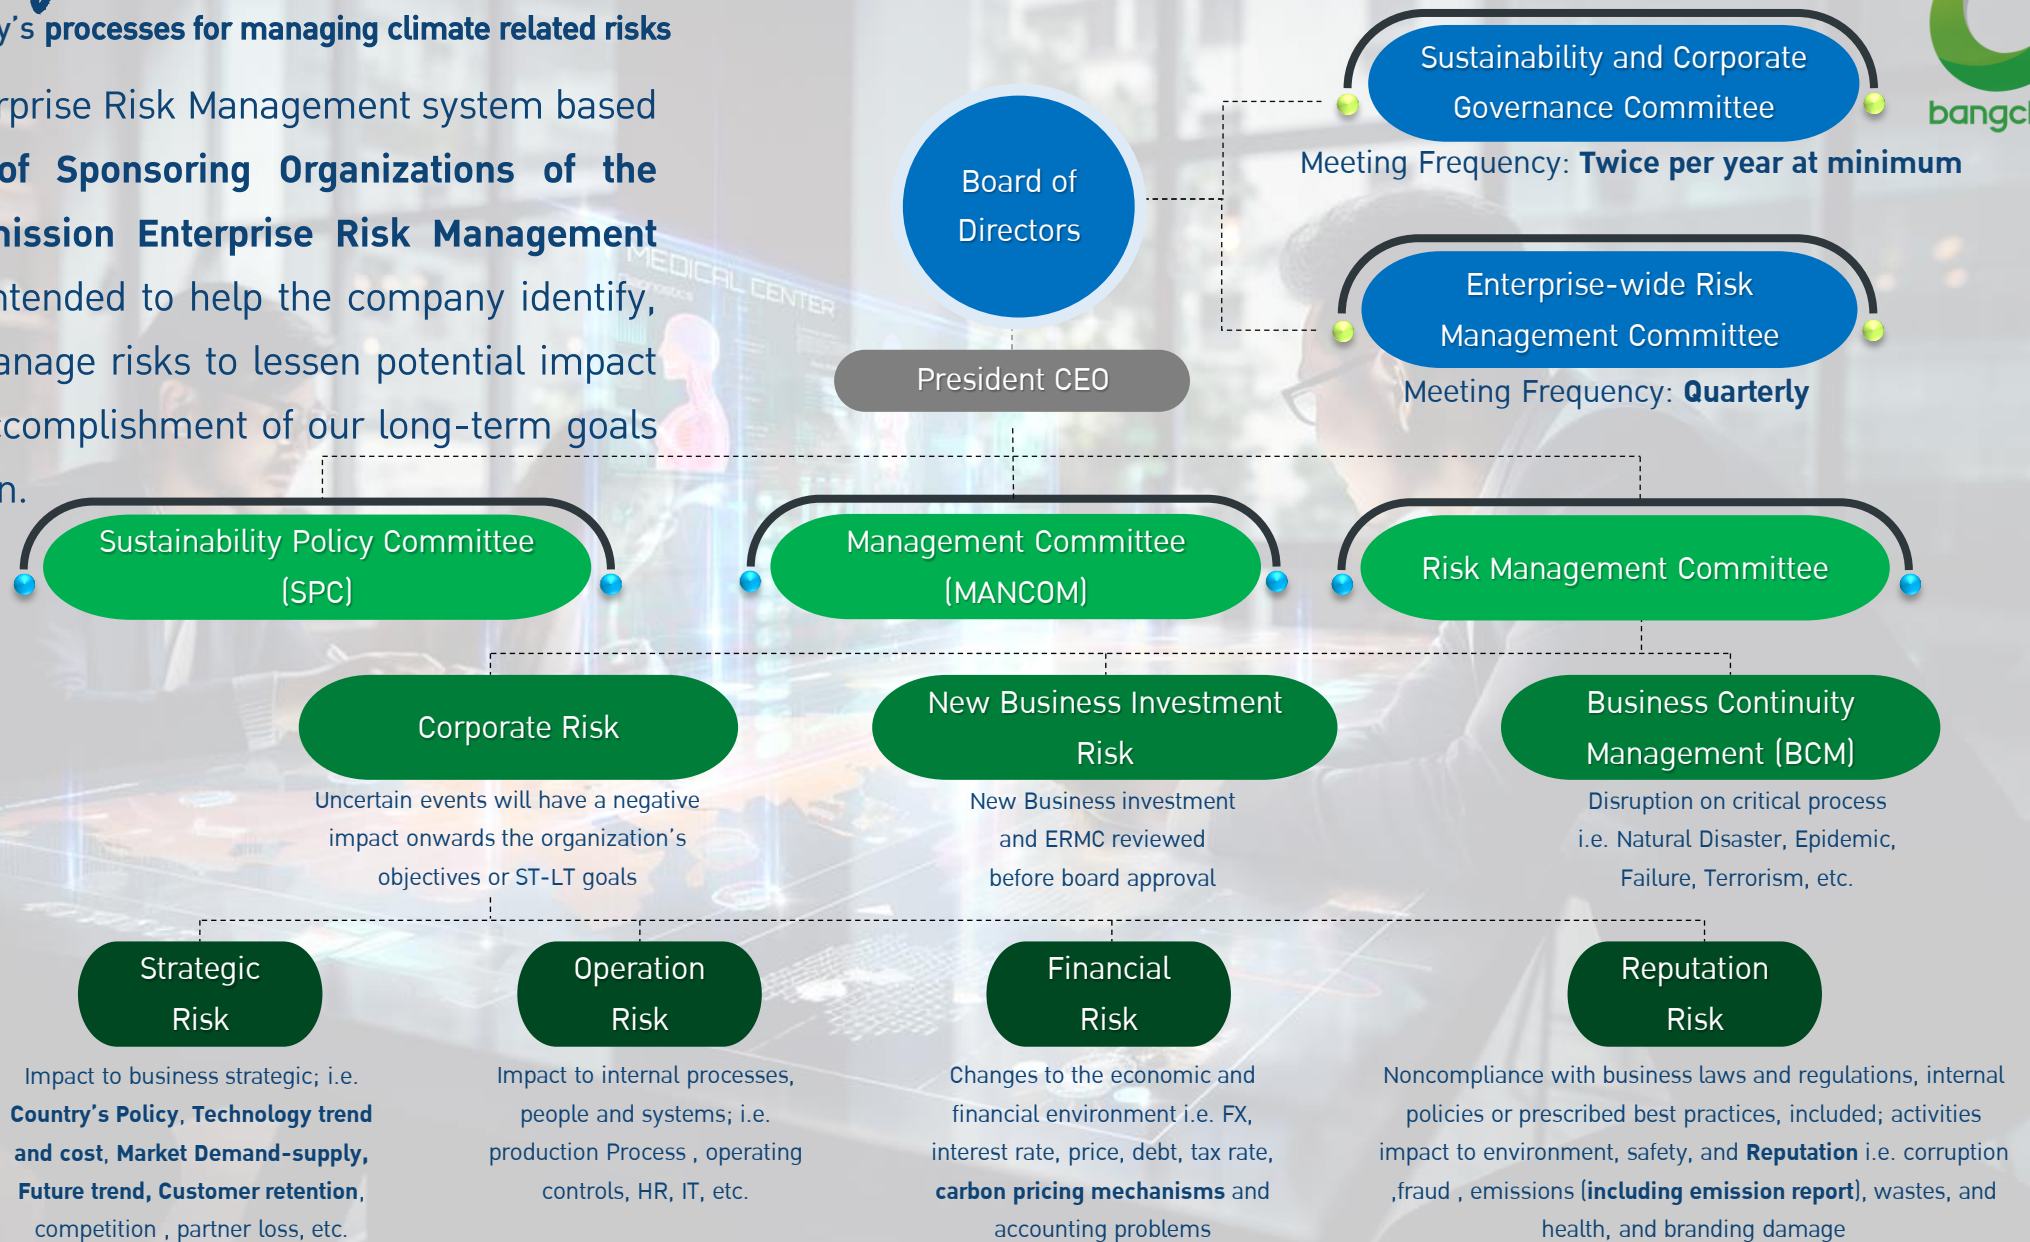 processes for managing climate related risks
Enterprise Risk Management system based
of Sponsoring Organizations of the
Enterprise Risk Management
to help the company identify,
risks to lessen potential impact
of our long-term goals
MEDICAL CENTER
Board of
Directors
President CEO
Sustainability and Corporate
Governance Committee
bangch
Meeting Frequency: Twice per year at minimum
Enterprise-wide Risk
Management Committee
Meeting Frequency: Quarterly
Sustainability Policy Committee
(SPC)
Management Committee
(MANCOM)
Risk Management Committee
Corporate Risk
Uncertain events will have a negative
impact onwards the organization's
objectives or ST-LT goals
New Business Investment
Risk
New Business investment
and ERMC reviewed
before board approval
Business Continuity
Management (BCM)
Disruption on critical process
i.e. Natural Disaster, Epidemic,
Failure, Terrorism, etc.
Strategic
Risk
Impact to business strategic; i.e.
Country's Policy, Technology trend
and cost, Market Demand-supply,
Future trend, Customer retention,
competition , partner loss, etc.
Operation
Risk
Impact to internal processes,
people and systems; i.e.
production Process , operating
controls, HR, IT, etc.
Financial
Risk
Changes to the economic and
financial environment i.e. FX,
interest rate, price, debt, tax rate,
carbon pricing mechanisms and
accounting problems
Reputation
Risk
Noncompliance with business laws and regulations, internal
policies or prescribed best practices, included; activities
impact to environment, safety, and Reputation i.e. corruption
,fraud , emissions (including emission report), wastes, and
health, and branding damage